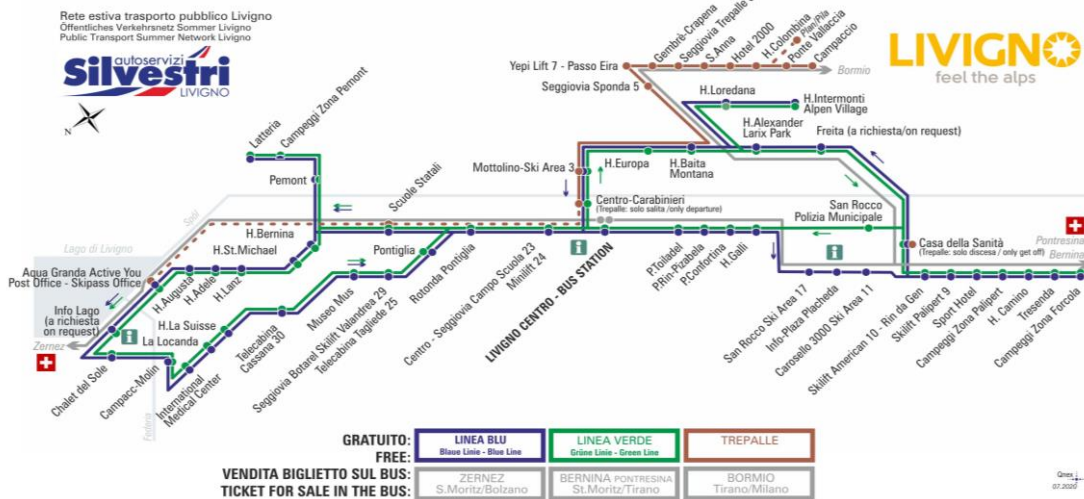 Rete estiva trasporto pubblico Livigno
Öffentliches Verkehrsnetz Sommer Livigno
Public Transport Summer Network Livigno
autoservizi
Silvestri
LIVIGNO
N
LIVIGNO
feel the alps
Gembrè-Crapena
Seggiovia Trepalle
S.Anna
Hotel 2000
H.Colombina
Plan/Pila
Ponte Vallaccia
Campaccio
Yepi Lift 7 - Passo Eira
Bormio
Seggiovia Sponda 5
H.Loredana
H.Intermonti
Alpen Village
H.Alexander
Larix Park
Freita (a richiesta/on request)
Latteria
Campeggi Zona Pemont
Pemont
Mottolino-Ski Area 3
H.Europa
H.Baita
Montana
Scuole Statali
Centro-Carabinieri
(Trepalle: solo salita /only departure)
San Rocco
Polizia Municipale
Spöl
Lago di Livigno
H.Bernina
H.St.Michael
Pontiglia
Casa della Sanità
(Trepalle: solo discesa / only get off)
Pontresina
Bernina
Aqua Granda Active You
Post Office - Skipass Office
H.Augusta
H.Adele
H.Lanz
Info Lago
(a richiesta
on request)
Zernez
H.La Suisse
La Locanda
Chalet del Sole
Campacc-Molin
Federia
International
Medical Center
Telecabina
Cassana 30
Museo Mus
Seggiovia Botarel Skilift Valandrea 29
Telecabina Tagliede 25
Rotonda Pontiglia
Centro - Seggiovia Campo Scuola 23
Minilift 24
LIVIGNO CENTRO - BUS STATION
P.Toiladel
P.Rin-Pizabela
P.Confortina
H.Galli
San Rocco Ski Area 17
Info-Plaza Placheda
Carosello 3000 Ski Area 11
Skilift American 10 - Rin da Gen
Skilift Palipert 9
Sport Hotel
Campeggi Zona Palipert
H. Camino
Tresenda
Campeggi Zona Forcola
GRATUITO:
FREE:
LINEA BLU
Blaue Linie - Blue Line
LINEA VERDE
Grüne Linie - Green Line
TREPALLE
VENDITA BIGLIETTO SUL BUS:
TICKET FOR SALE IN THE BUS:
ZERNEZ
S.Moritz/Bolzano
BERNINA PONTRESINA
St.Moritz/Tirano
BORMIO
Tirano/Milano
Qnex
07.2020